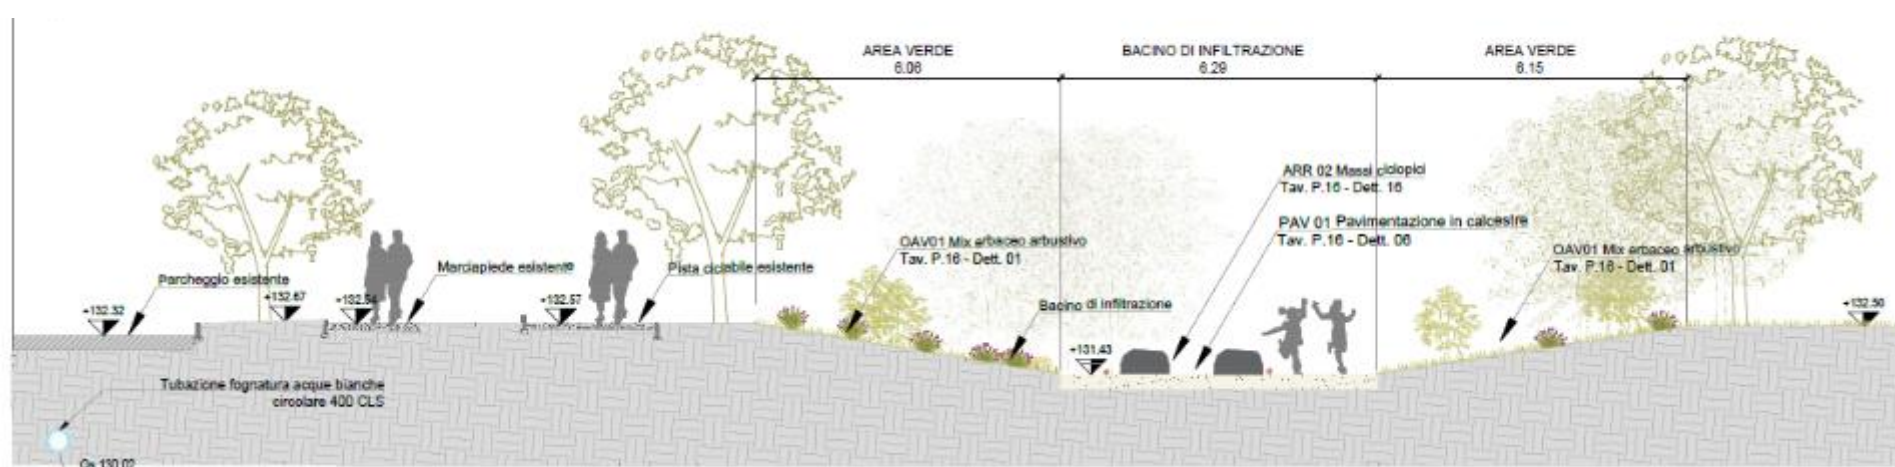 AREA VERDE
6.06
BACINO DI INFILTRAZIONE
6.29
AREA VERDE
6.15
ARR 02 Massi ciclopici
Tav. P.16 - Dett. 16
PAV 01 Pavimentazione in calcestre
Tav. P.16 - Dett. 06
OAV01 Mix erbaceo arbustivo
Tav. P.16 - Dett. 01
OAV01 Mix erbaceo arbustivo
Tav. P.16 - Dett. 01
Parcheggio esistente
Marciapiede esistente
Pista ciclabile esistente
Bacino di infiltrazione
+132.32
+132.67
+132.54
+132.57
+131.43
+132.50
Tubazione fognatura acque bianche
circolare 400 CLS
130.02